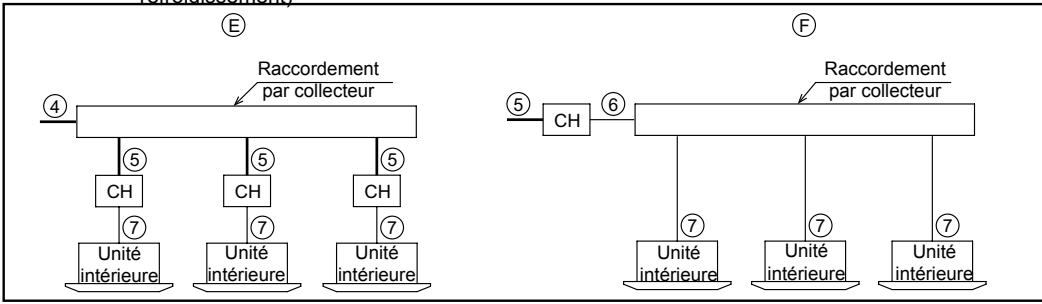 refroidissement)
Ⓔ
Ⓕ
Raccordement
par collecteur
④
⑤
⑤
⑤
CH
CH
CH
⑦
⑦
⑦
Unité
intérieure
Unité
intérieure
Unité
intérieure
Raccordement
par collecteur
⑤
CH
⑥
⑦
⑦
⑦
Unité
intérieure
Unité
intérieure
Unité
intérieure